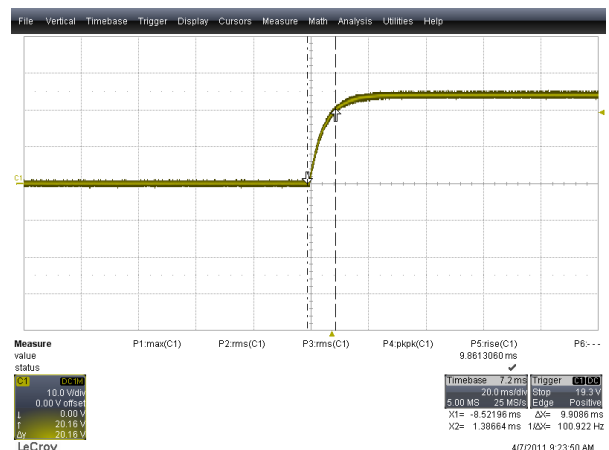 File Vertical Timebase Trigger Display Cursors Measure Math Analysis Utilities Help
C1
Measure P1:max(C1) P2:rms(C1) P3:rms(C1) P4:pkpk(C1) P5:rise(C1) P6:---
value 9.8613060 ms
status ✓
C1 DC1M
10.0 V/div
0.00 V offset
↓ 0.00 V
↑ 20.16 V
Δy 20.16 V
Timebase 7.2 ms
20.0 ms/div
5.00 MS 25 MS/s
Trigger C1 DC
Stop 19.3 V
Edge Positive
X1= -8.52196 ms ΔX= 9.9086 ms
X2= 1.38664 ms 1/ΔX= 100.922 Hz
LeCroy 4/7/2011 9:23:50 AM